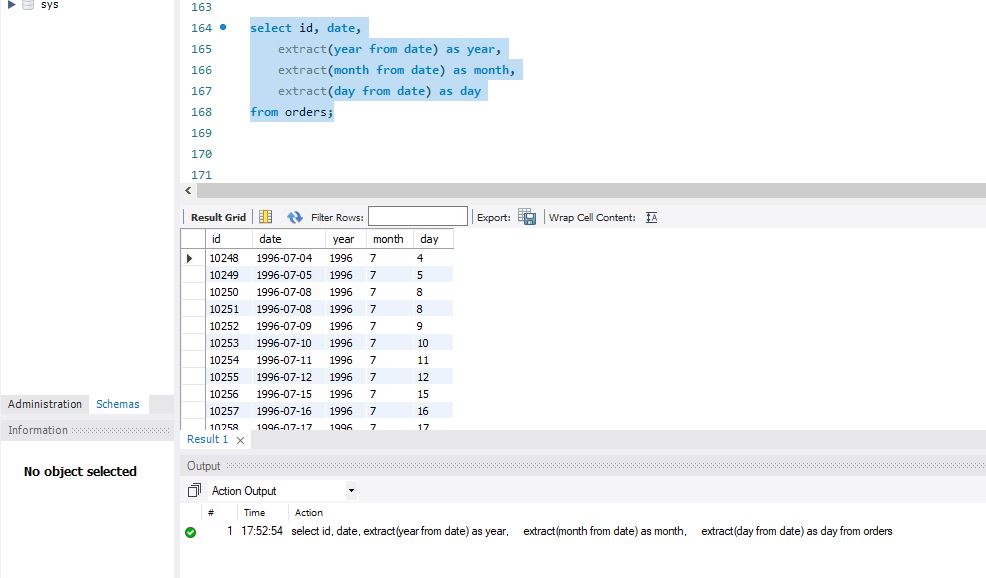 sys
163
164 select id, date,
165 extract(year from date) as year,
166 extract(month from date) as month,
167 extract(day from date) as day
168 from orders;
169
170
171
Result Grid Filter Rows: Export: Wrap Cell Content:
id date year month day
10248 1996-07-04 1996 7 4
10249 1996-07-05 1996 7 5
10250 1996-07-08 1996 7 8
10251 1996-07-08 1996 7 8
10252 1996-07-09 1996 7 9
10253 1996-07-10 1996 7 10
10254 1996-07-11 1996 7 11
10255 1996-07-12 1996 7 12
10256 1996-07-15 1996 7 15
10257 1996-07-16 1996 7 16
10258 1996-07-17 1996 7 17
Administration Schemas
Information
No object selected
Result 1
Output
Action Output
# Time Action
1 17:52:54 select id, date, extract(year from date) as year, extract(month from date) as month, extract(day from date) as day from orders